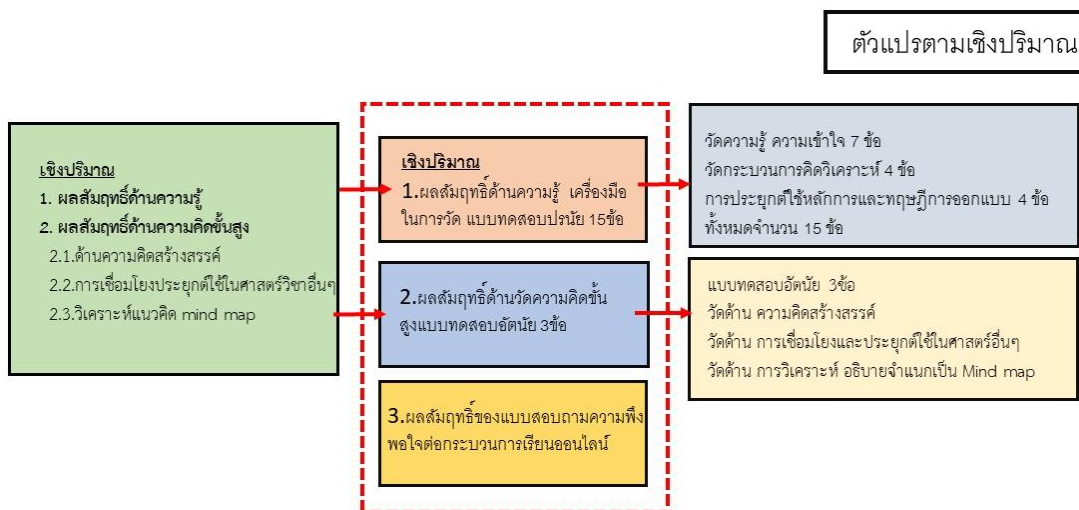 ตัวแปรตามเชิงปริมาณ
เชิงปริมาณ
1. ผลสัมฤทธิ์ด้านความรู้
2. ผลสัมฤทธิ์ด้านความคิดขั้นสูง
2.1.ด้านความคิดสร้างสรรค์
2.2.การเชื่อมโยงประยุกต์ใช้ในศาสตร์วิชาอื่นๆ
2.3.วิเคราะห์แนวคิด mind map
เชิงปริมาณ
1.ผลสัมฤทธิ์ด้านความรู้ เครื่องมือ
ในการวัด แบบทดสอบปรนัย 15ข้อ
2.ผลสัมฤทธิ์ด้านวัดความคิดขั้น
สูงแบบทดสอบอัตนัย 3ข้อ
3.ผลสัมฤทธิ์ของแบบสอบถามความพึง
พอใจต่อกระบวนการเรียนออนไลน์
วัดความรู้ ความเข้าใจ 7 ข้อ
วัดกระบวนการคิดวิเคราะห์ 4 ข้อ
การประยุกต์ใช้หลักการและทฤษฎีการออกแบบ 4 ข้อ
ทั้งหมดจำนวน 15 ข้อ
แบบทดสอบอัตนัย 3ข้อ
วัดด้าน ความคิดสร้างสรรค์
วัดด้าน การเชื่อมโยงและประยุกต์ใช้ในศาสตร์อื่นๆ
วัดด้าน การวิเคราะห์ อธิบายจำแนกเป็น Mind map